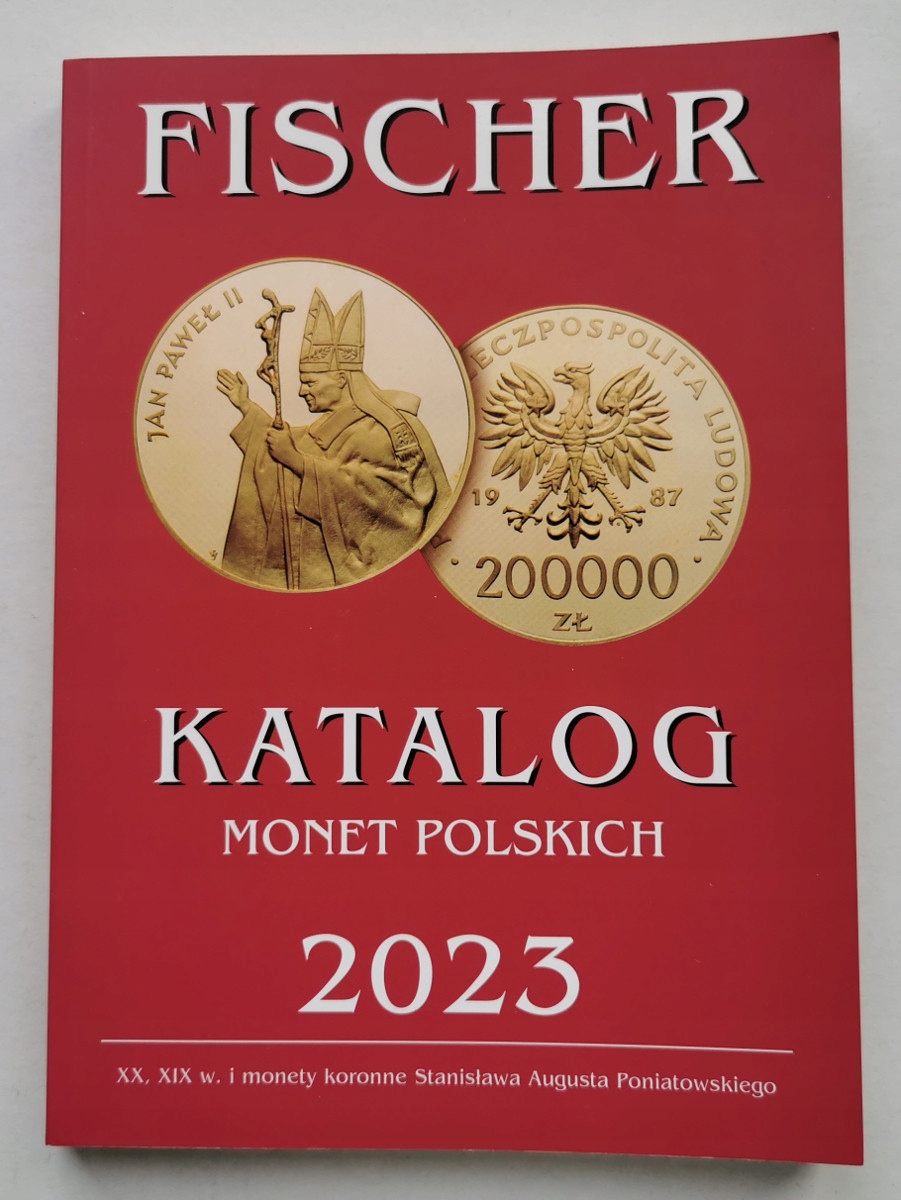 FISCHER
JAN PAWEŁ II
RZECZPOSPOLITA LUDOWA
19 87
200000
ZŁ
KATALOG
MONET POLSKICH
2023
XX, XIX w. i monety koronne Stanisława Augusta Poniatowskiego